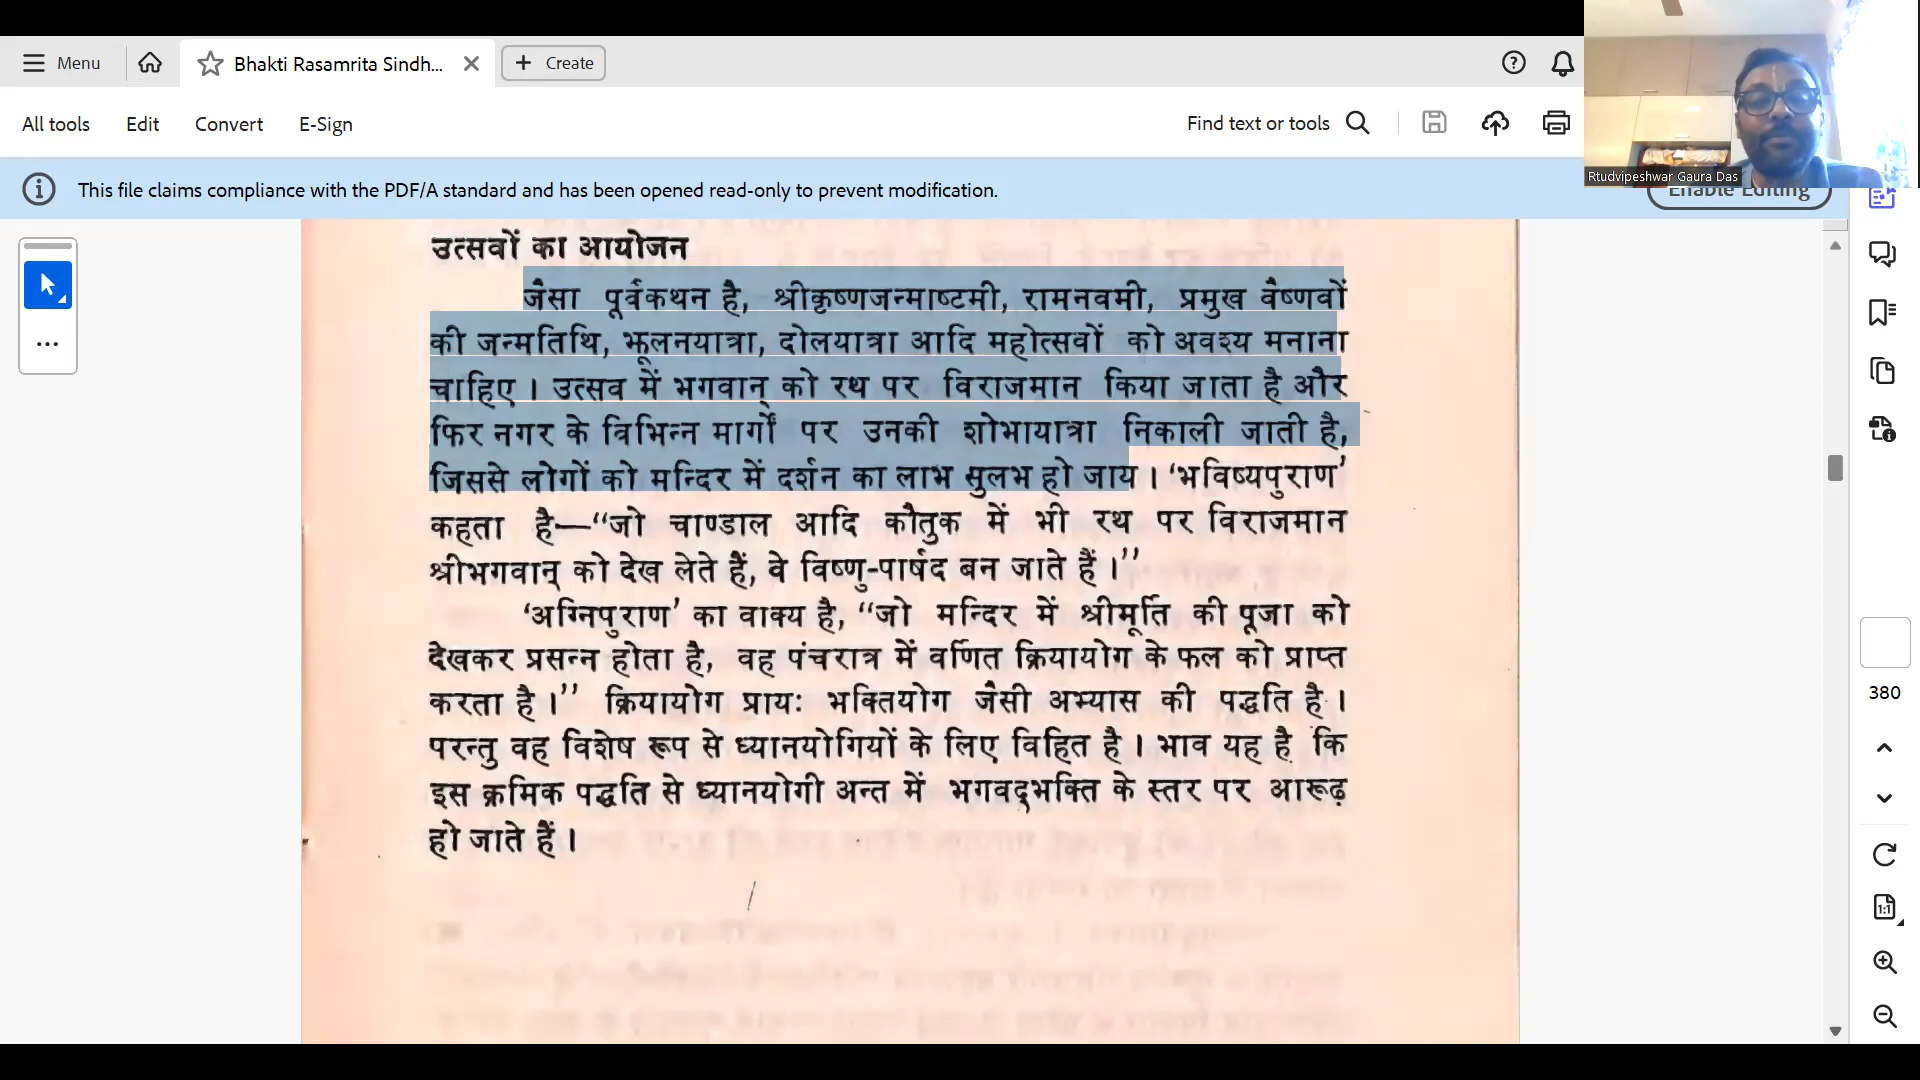 Menu
Bhakti Rasamrita Sindh...
Create
All tools
Edit
Convert
E-Sign
Find text or tools
This file claims compliance with the PDF/A standard and has been opened read-only to prevent modification.
Enable Editing
Rtudvipeshwar Gaura Das
उत्सवों का आयोजन
जैसा पूर्वकथन है, श्रीकृष्णजन्माष्टमी, रामनवमी, प्रमुख वैष्णवों
की जन्मतिथि, झूलनयात्रा, दोलयात्रा आदि महोत्सवों को अवश्य मनाना
चाहिए। उत्सव में भगवान् को रथ पर विराजमान किया जाता है और
फिर नगर के विभिन्न मार्गों पर उनकी शोभायात्रा निकाली जाती है,
जिससे लोगों को मन्दिर में दर्शन का लाभ सुलभ हो जाय। ‘भविष्यपुराण’
कहता है—“जो चाण्डाल आदि कौतुक में भी रथ पर विराजमान
श्रीभगवान् को देख लेते हैं, वे विष्णु-पार्षद बन जाते हैं।”
‘अग्निपुराण’ का वाक्य है, “जो मन्दिर में श्रीमूर्ति की पूजा को
देखकर प्रसन्न होता है, वह पंचरात्र में वर्णित क्रियायोग के फल को प्राप्त
करता है।” क्रियायोग प्रायः भक्तियोग जैसी अभ्यास की पद्धति है।
परन्तु वह विशेष रूप से ध्यानयोगियों के लिए विहित है। भाव यह है कि
इस क्रमिक पद्धति से ध्यानयोगी अन्त में भगवद्भक्ति के स्तर पर आरूढ़
हो जाते हैं।
380
1:1